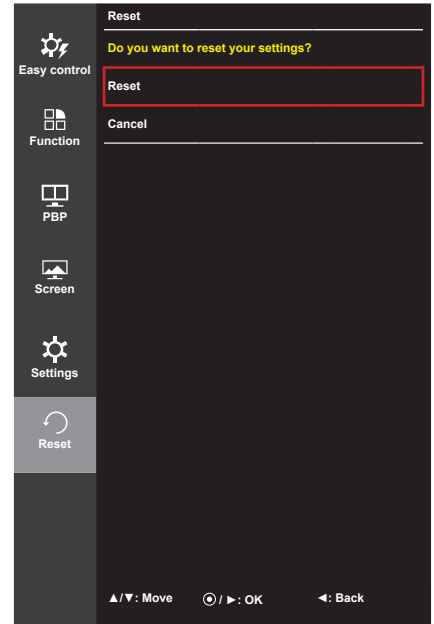 Reset
Do you want to reset your settings?
Reset
Cancel
Easy control
Function
PBP
Screen
Settings
Reset
▲/▼: Move ⦿ / ►: OK ◄: Back